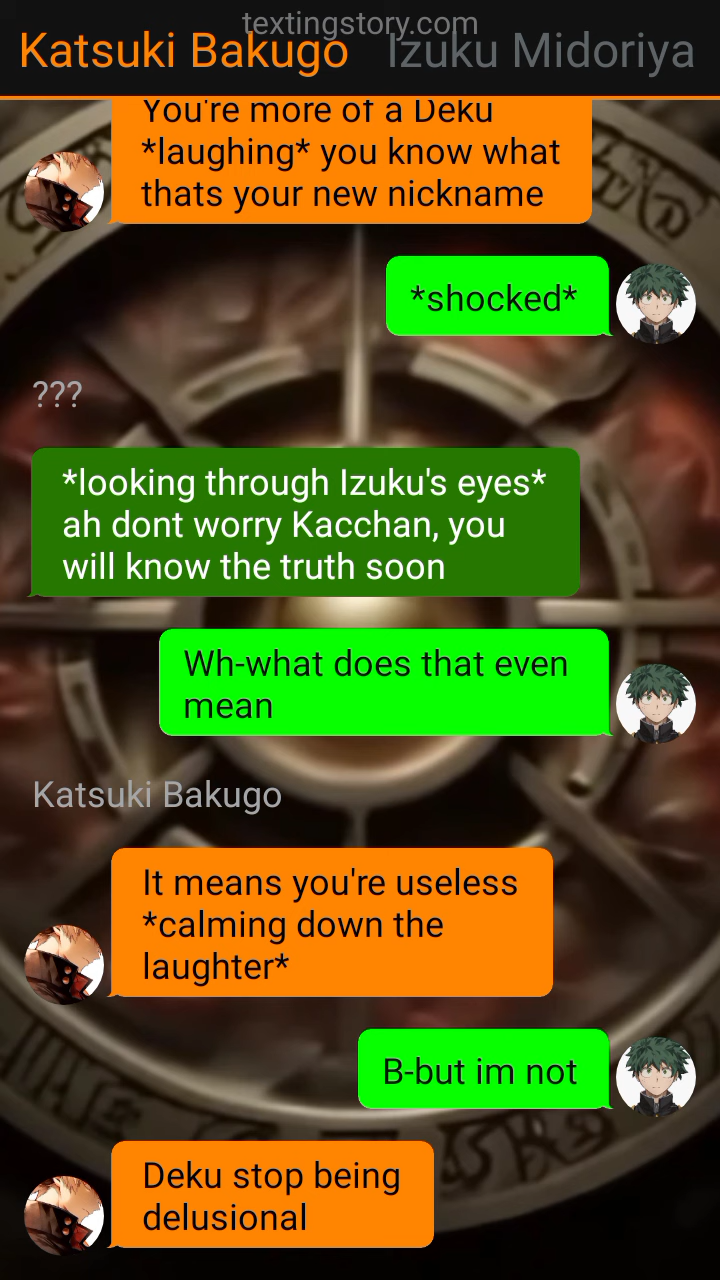 textingstory.com
Katsuki Bakugo
Izuku Midoriya
You're more of a Deku
*laughing* you know what
thats your new nickname
*shocked*
???
*looking through Izuku's eyes*
ah dont worry Kacchan, you
will know the truth soon
Wh-what does that even
mean
Katsuki Bakugo
It means you're useless
*calming down the
laughter*
B-but im not
Deku stop being
delusional